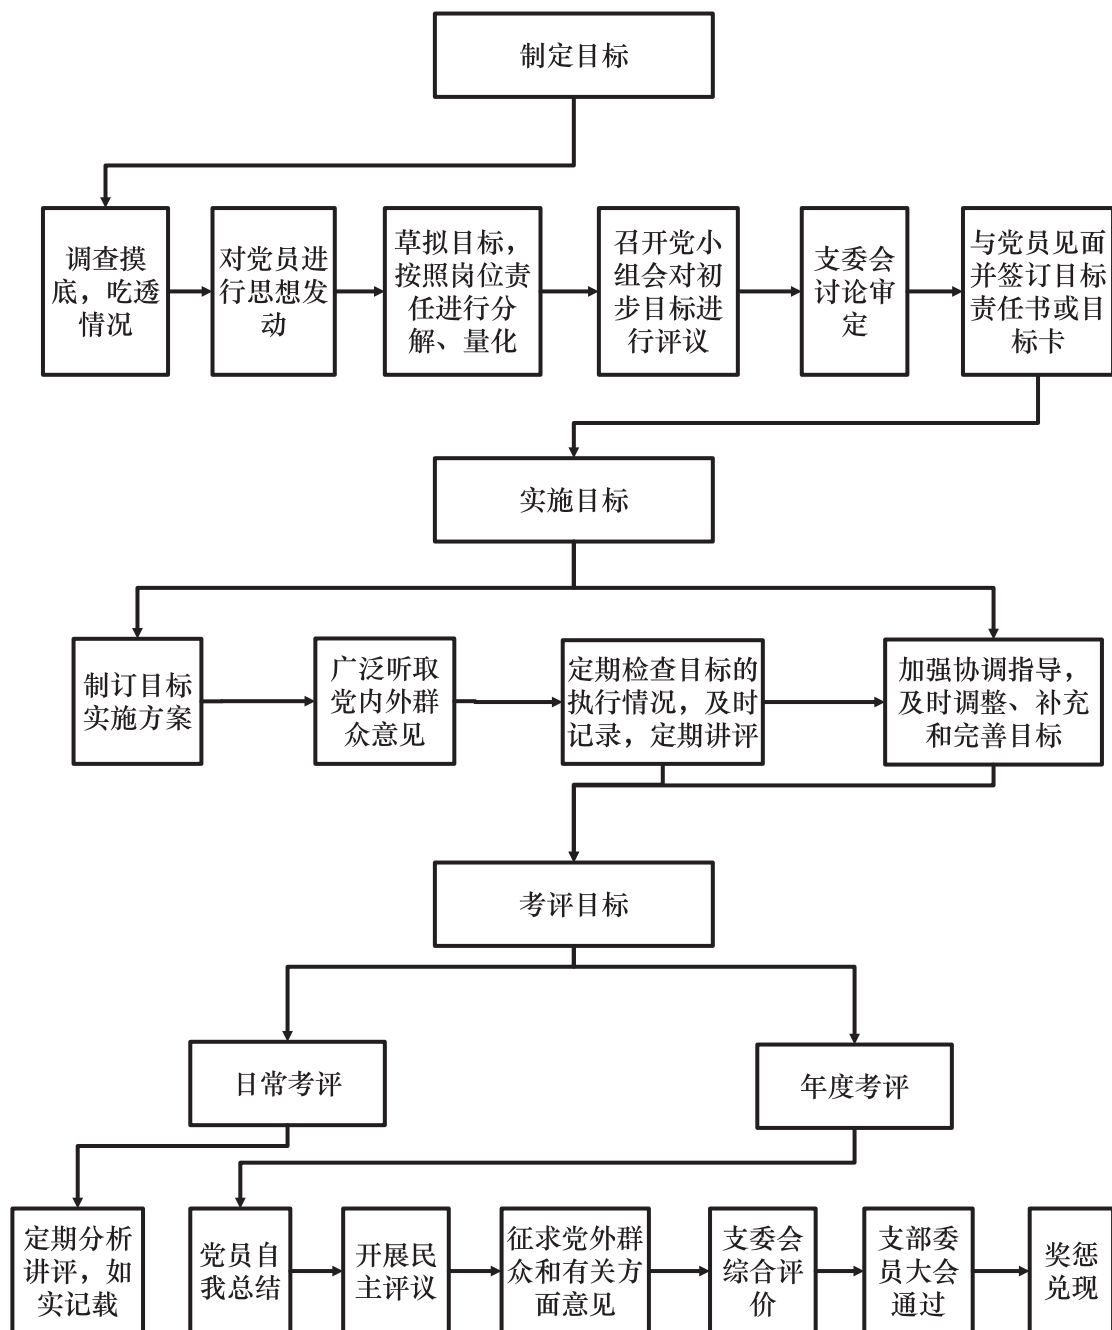 制定目标
调查摸
底，吃透
情况
对党员进
行思想发
动
草拟目标，
按照岗位责
任进行分
解、量化
召开党小
组会对初
步目标进
行评议
支委会
讨论审
定
与党员见面
并签订目标
责任书或目
标卡
实施目标
制订目标
实施方案
广泛听取
党内外群
众意见
定期检查目标的
执行情况，及时
记录，定期讲评
加强协调指导，
及时调整、补充
和完善目标
考评目标
日常考评
年度考评
定期分析
讲评，如
实记载
党员自
我总结
开展民
主评议
征求党外群
众和有关方
面意见
支委会
综合评
价
支部委
员大会
通过
奖惩
兑现